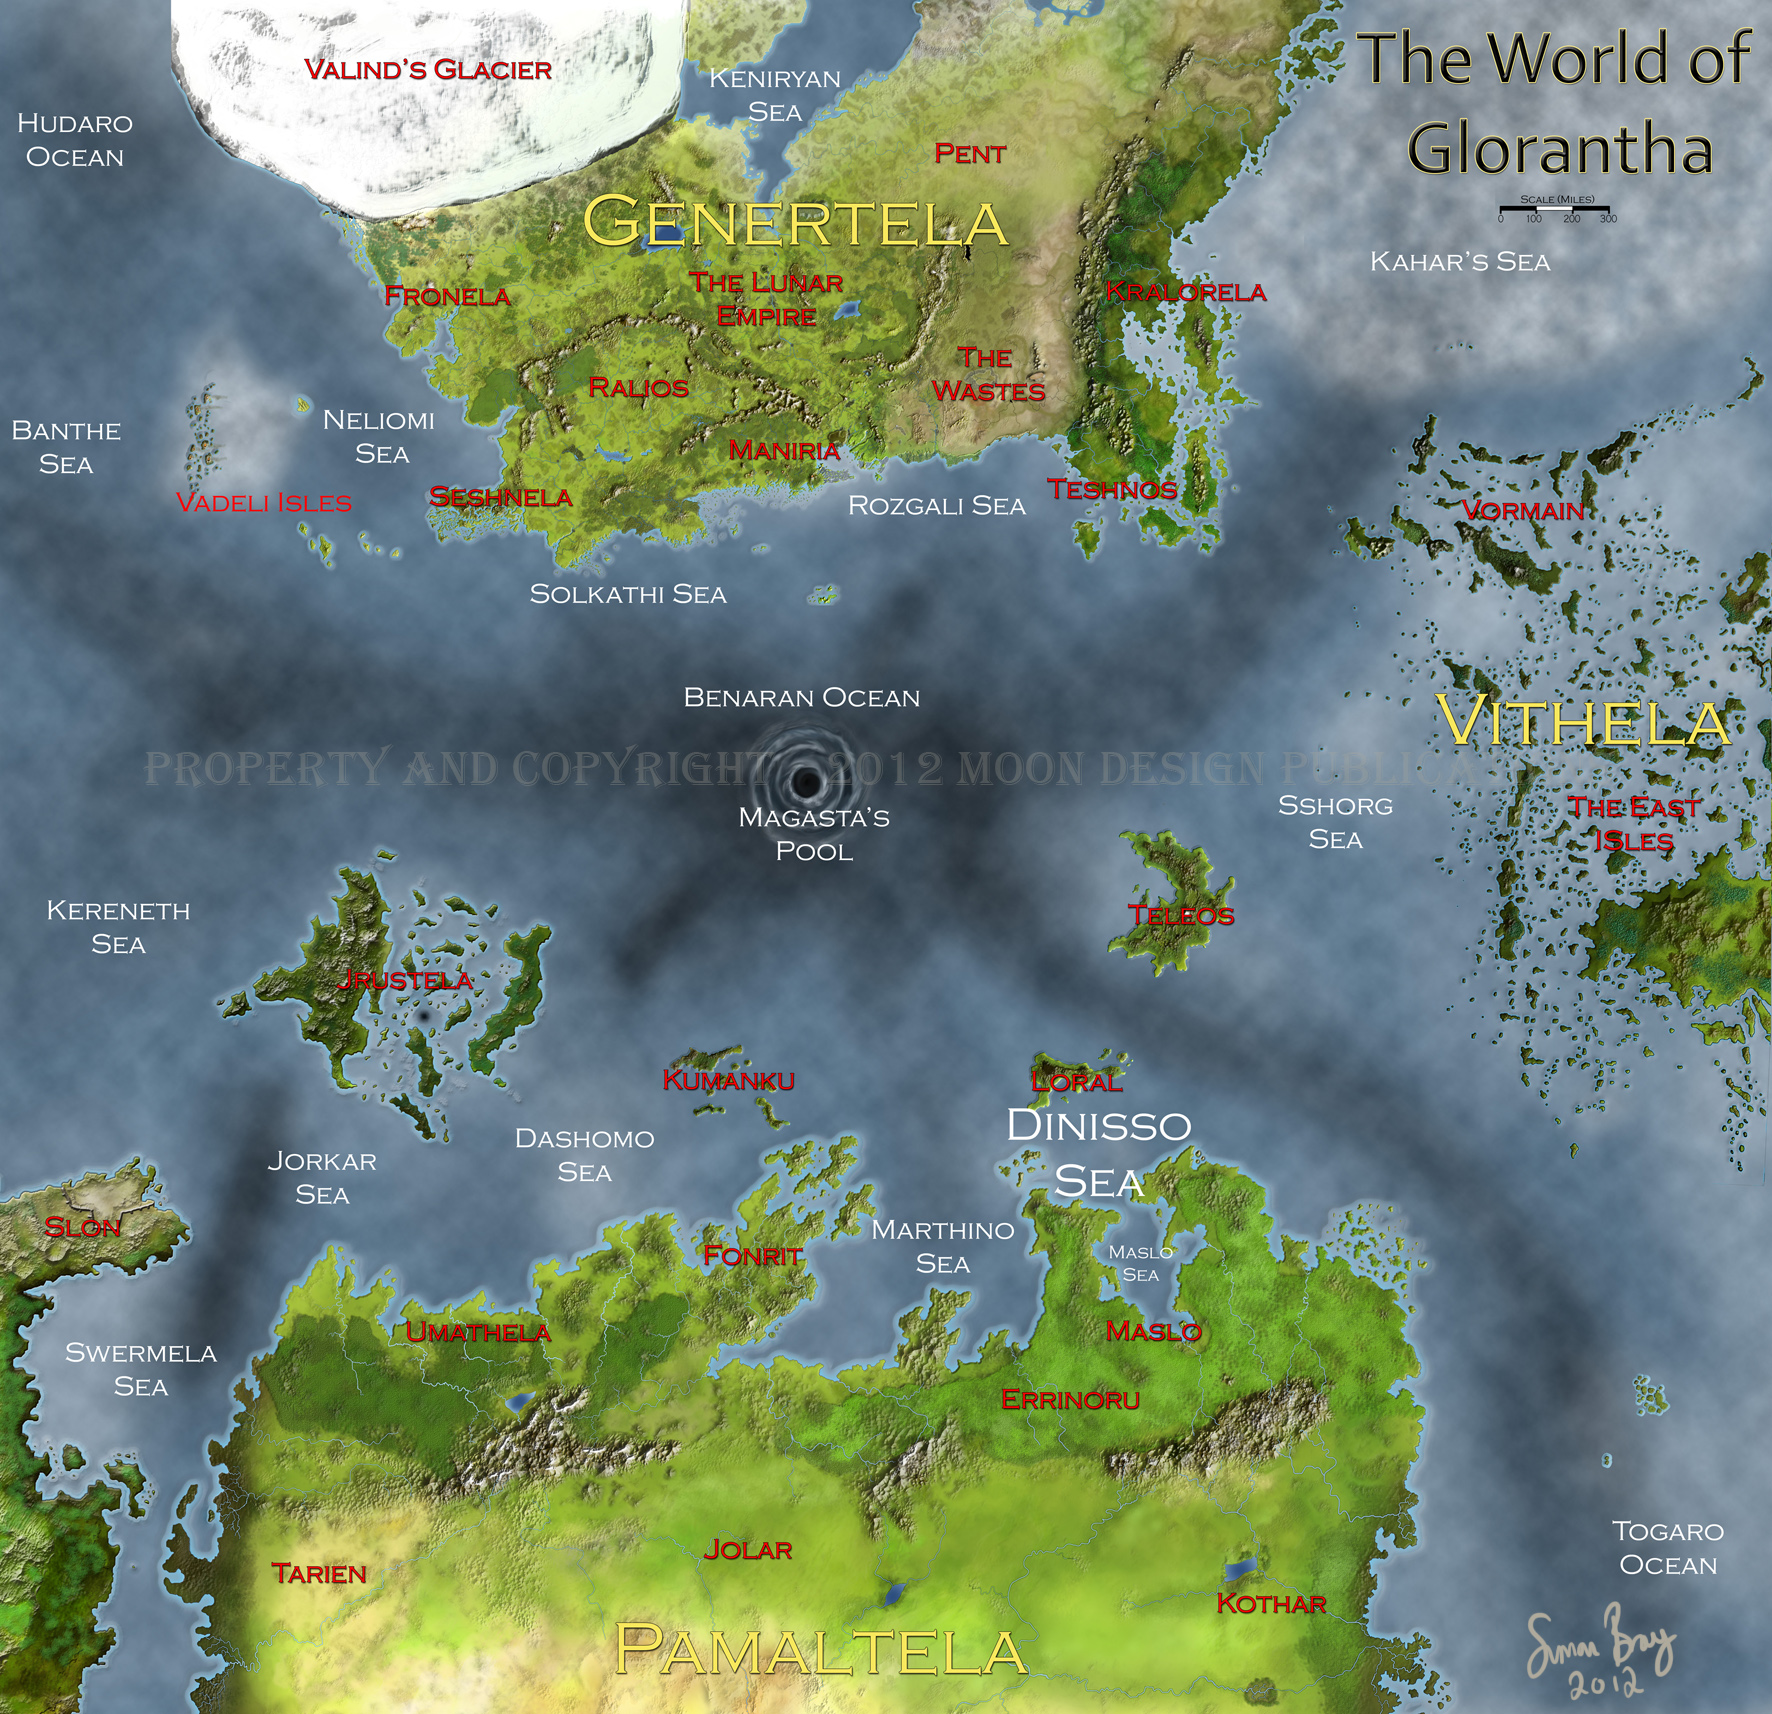 The World of
Glorantha
SCALE (MILES)
0 100 200 300
VALIND'S GLACIER
KENIRYAN
SEA
HUDARO
OCEAN
PENT
GENERTELA
KAHAR'S SEA
FRONELA
THE LUNAR
EMPIRE
KRALORELA
RALIOS
THE
WASTES
BANTHE
SEA
NELIOMI
SEA
MANIRIA
VADELI ISLES
SESHNELA
ROZGALI SEA
TESHNOS
VORMAIN
SOLKATHI SEA
BENARAN OCEAN
VITHELA
PROPERTY AND COPYRIGHT 2012 MOON DESIGN
MAGASTA'S
POOL
SSHORG
SEA
THE EAST
ISLES
KERENETH
SEA
TELEOS
JRUSTELA
KUMANKU
LORAL
DINISSO
SEA
DASHOMO
SEA
JORKAR
SEA
SLON
FONRIT
MARTHINO
SEA
MASLO
SEA
UMATHELA
MASLO
SWERMELA
SEA
ERRINORU
TOGARO
OCEAN
JOLAR
TARIEN
KOTHAR
PAMALTELA
Simon Bray
2012